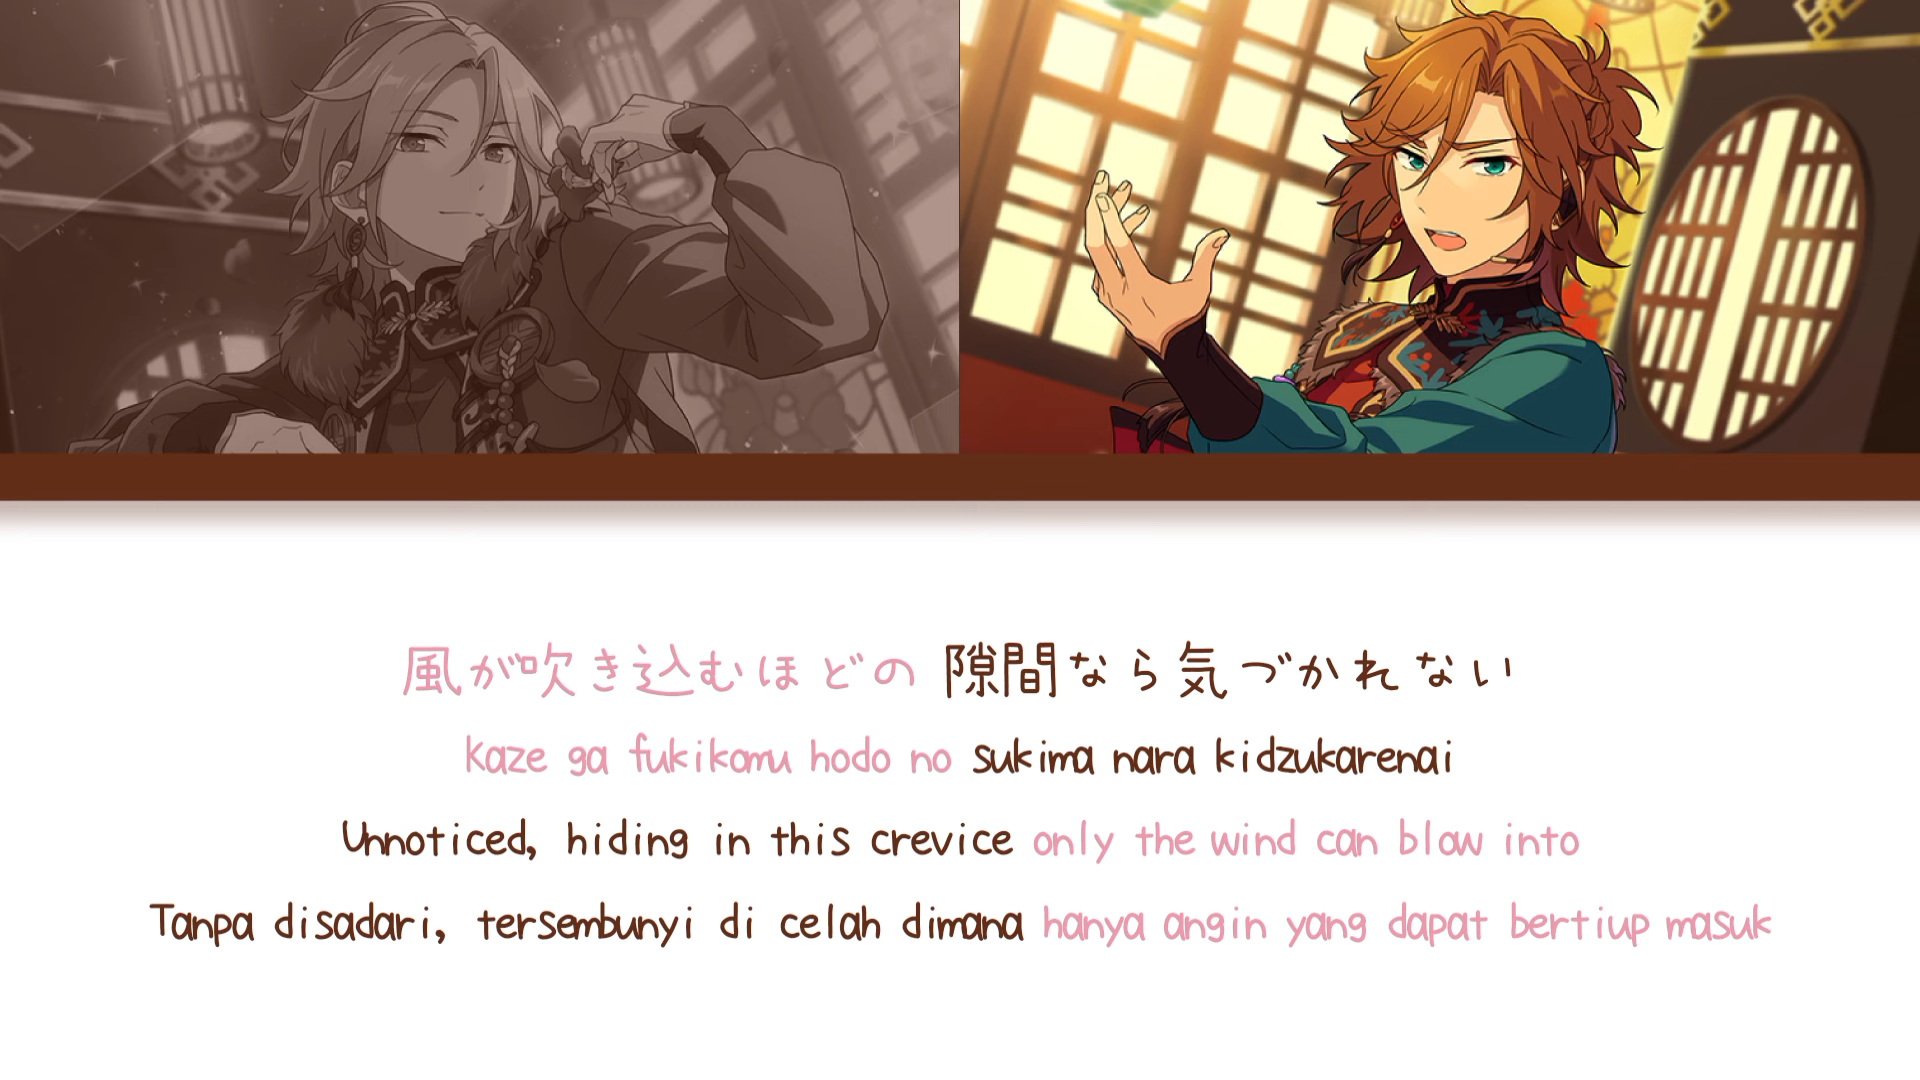 風が吹き込むほどの 隙間なら気づかれない
kaze ga fukikomu hodo no sukima nara kidzukarenai
Unnoticed, hiding in this crevice only the wind can blow into
Tanpa disadari, tersembunyi di celah dimana hanya angin yang dapat bertiup masuk